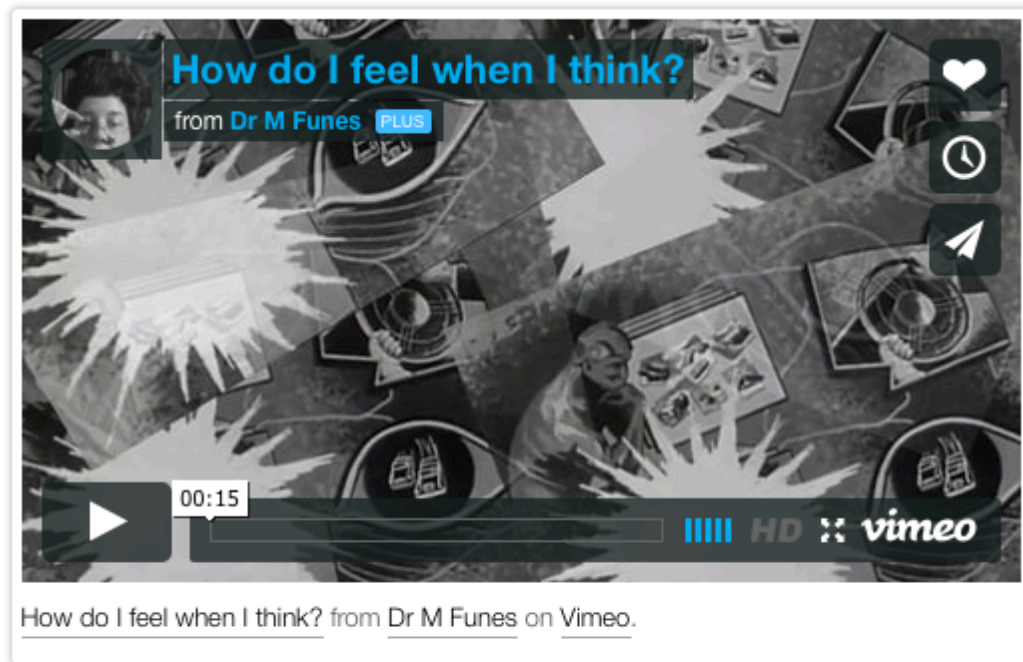 How do I feel when I think?
from Dr M Funes PLUS
00:15
HD vimeo
How do I feel when I think? from Dr M Funes on Vimeo.